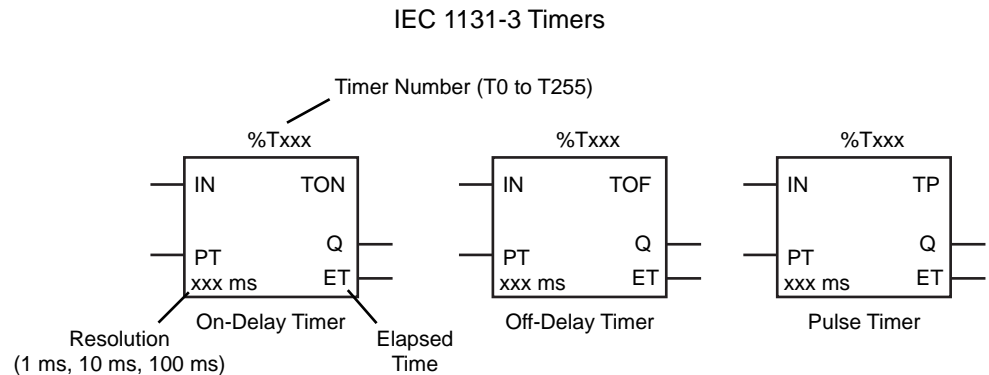 IEC 1131-3 Timers
Timer Number (T0 to T255)
%Txxx
IN TON
PT
Q
xxx ms
ET
On-Delay Timer
Resolution
(1 ms, 10 ms, 100 ms)
Elapsed
Time
%Txxx
IN TOF
PT
Q
xxx ms
ET
Off-Delay Timer
%Txxx
IN TP
PT
Q
xxx ms
ET
Pulse Timer